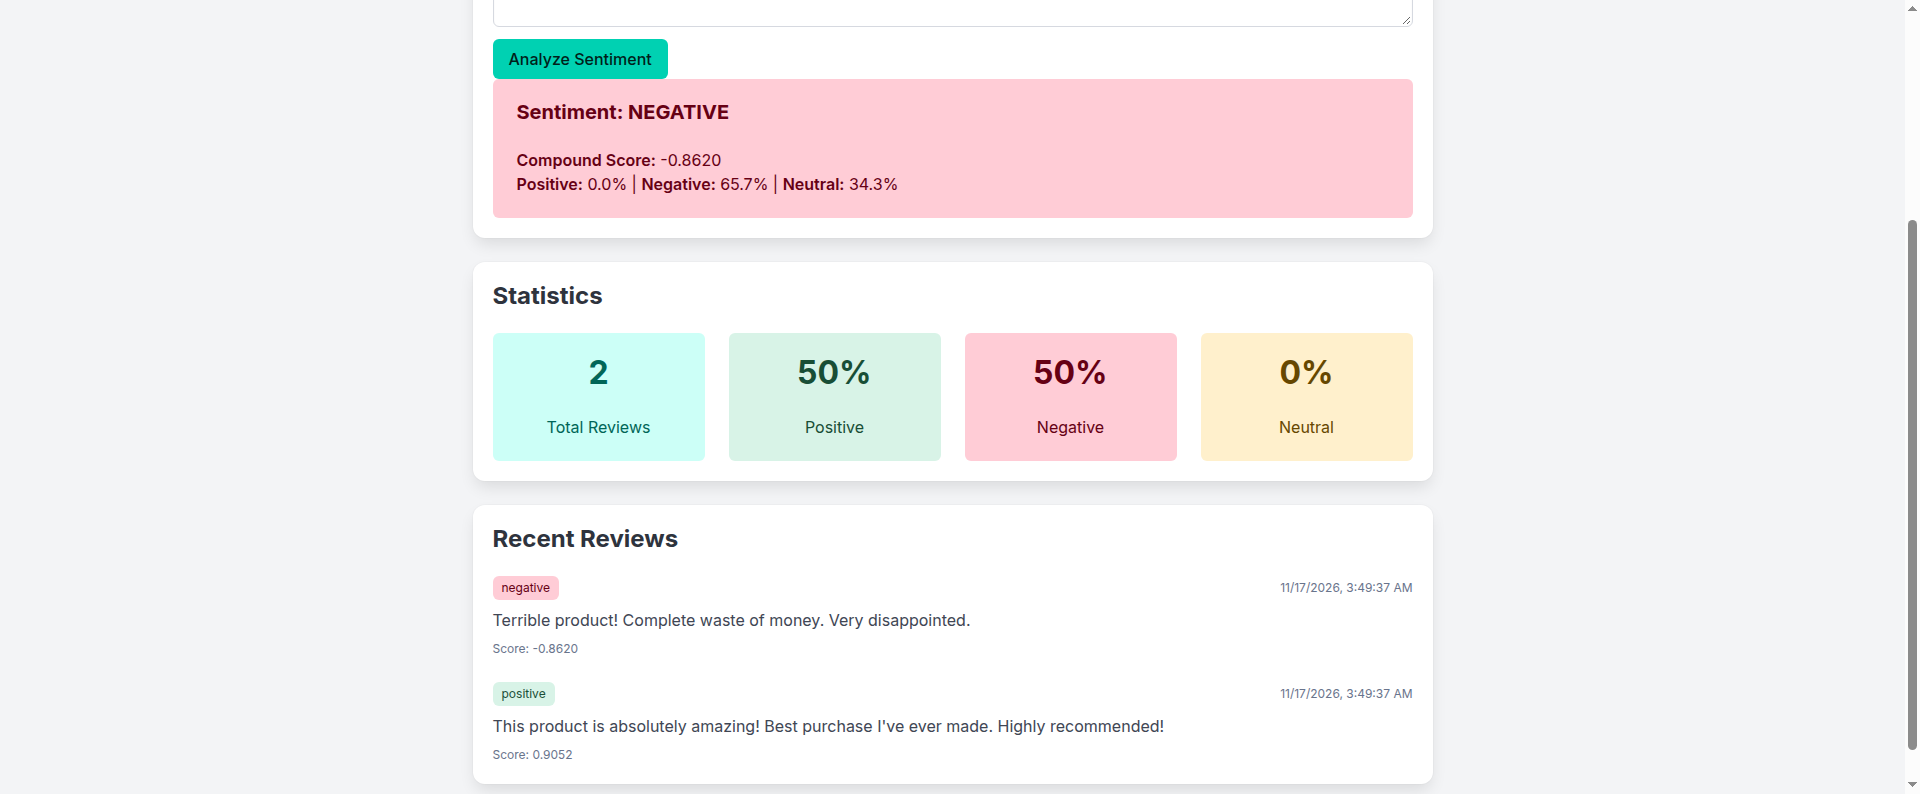 Analyze Sentiment
Sentiment: NEGATIVE
Compound Score: -0.8620
Positive: 0.0% | Negative: 65.7% | Neutral: 34.3%
Statistics
2
Total Reviews
50%
Positive
50%
Negative
0%
Neutral
Recent Reviews
negative
11/17/2026, 3:49:37 AM
Terrible product! Complete waste of money. Very disappointed.
Score: -0.8620
positive
11/17/2026, 3:49:37 AM
This product is absolutely amazing! Best purchase I've ever made. Highly recommended!
Score: 0.9052